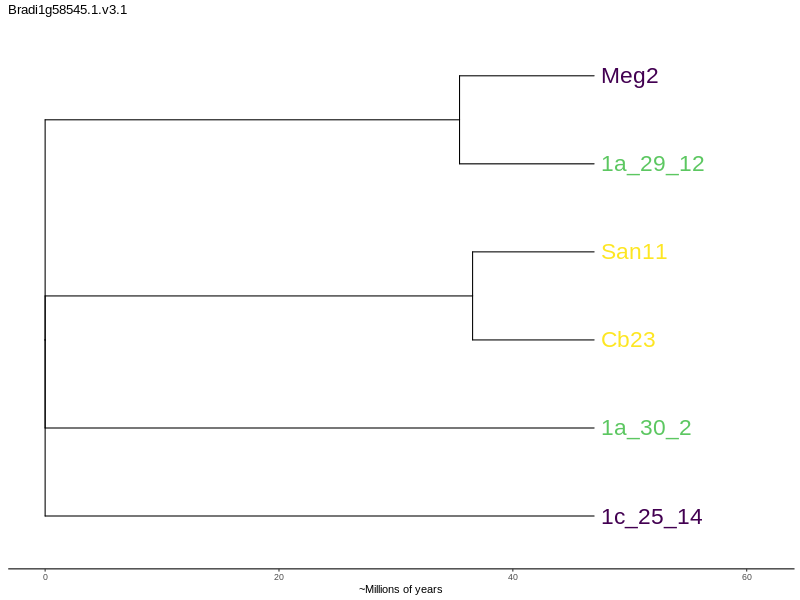 Bradi1g58545.1.v3.1
Meg2
1a_29_12
San11
Cb23
1a_30_2
1c_25_14
0 20 40 60
~Millions of years